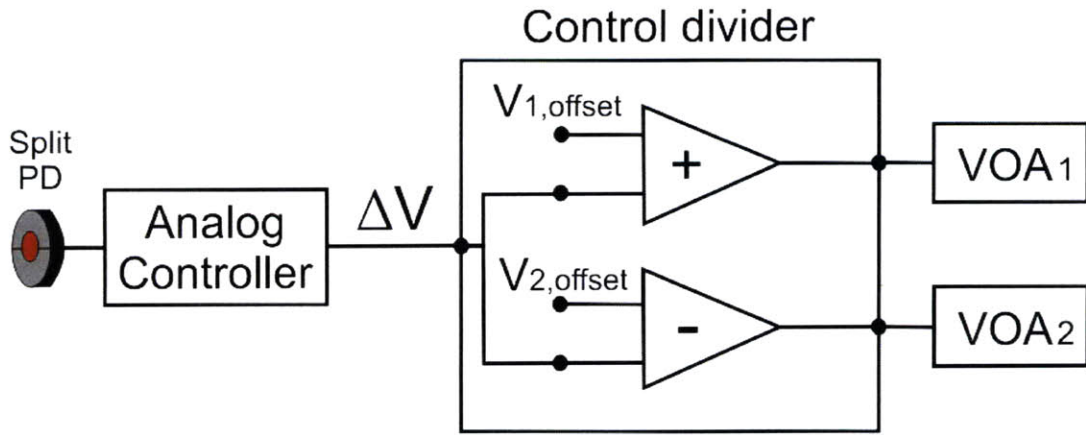 Control divider
V1,offset
+
VOA1
Split
PD
Analog
Controller
ΔV
V2,offset
-
VOA2